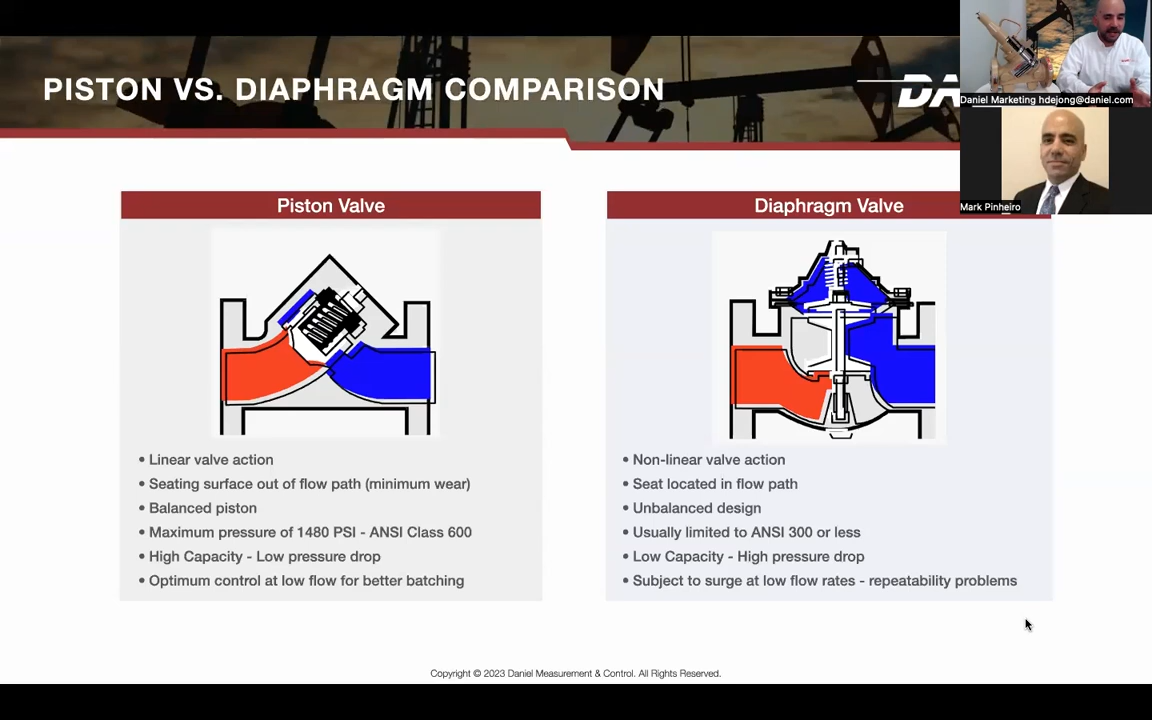 PISTON VS. DIAPHRAGM COMPARISON
DA
Daniel Marketing hdejong@daniel.com
Mark Pinheiro
Piston Valve
• Linear valve action
• Seating surface out of flow path (minimum wear)
• Balanced piston
• Maximum pressure of 1480 PSI - ANSI Class 600
• High Capacity - Low pressure drop
• Optimum control at low flow for better batching
Diaphragm Valve
• Non-linear valve action
• Seat located in flow path
• Unbalanced design
• Usually limited to ANSI 300 or less
• Low Capacity - High pressure drop
• Subject to surge at low flow rates - repeatability problems
Copyright © 2023 Daniel Measurement & Control. All Rights Reserved.